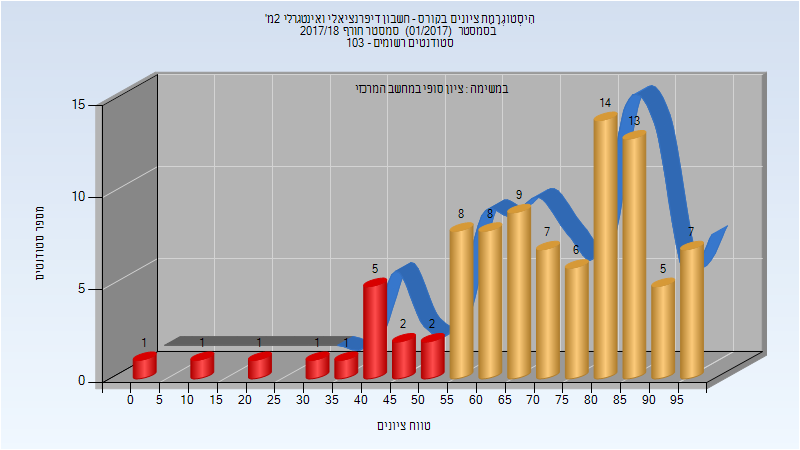 הִיסְטוֹגְרָמַת ציונים בקורס - חשבון דיפרנציאלי ואינטגרלי 2מ'
בסמסטר (01/2017) סמסטר חורף 2017/18
סטודנטים רשומים - 103
במשימה : ציון סופי במחשב המרכזי
מספר סטודנטים
15
10
5
0
1 1 1 1 1 5 2 2 8 8 9 7 6 14 13 5 7
0 5 10 15 20 25 30 35 40 45 50 55 60 65 70 75 80 85 90 95
טווח ציונים